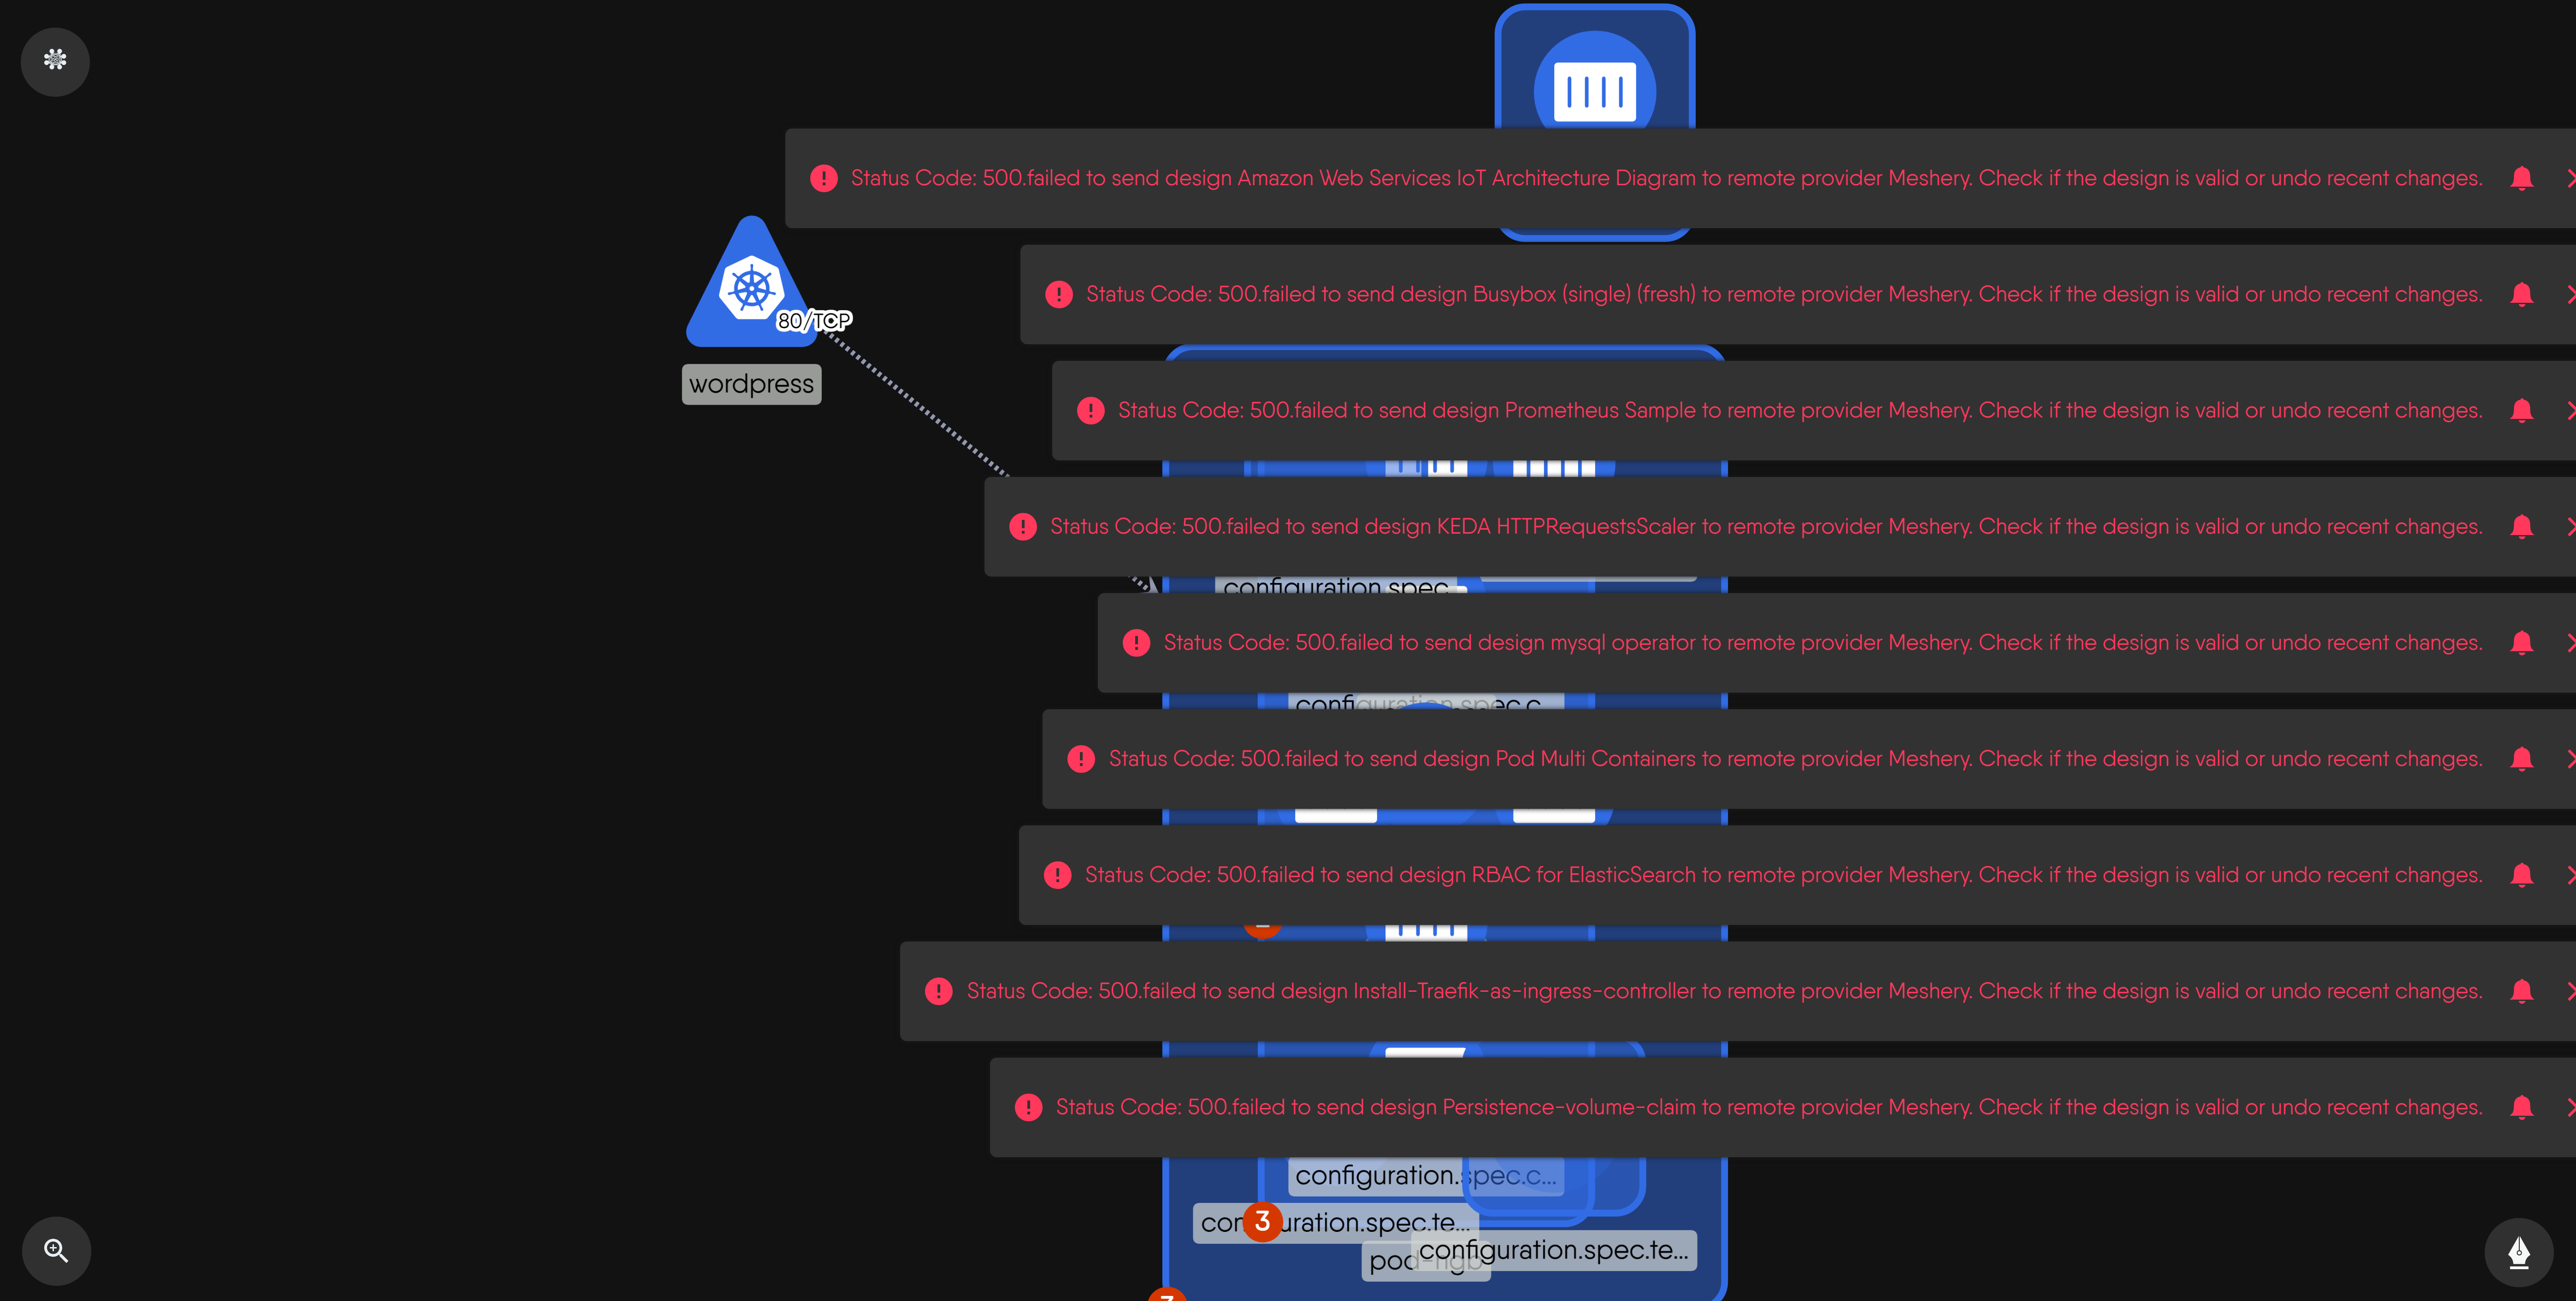 Status Code: 500.failed to send design Amazon Web Services IoT Architecture Diagram to remote provider Meshery. Check if the design is valid or undo recent changes.
Status Code: 500.failed to send design Busybox (single) (fresh) to remote provider Meshery. Check if the design is valid or undo recent changes.
80/TCP
wordpress
Status Code: 500.failed to send design Prometheus Sample to remote provider Meshery. Check if the design is valid or undo recent changes.
Status Code: 500.failed to send design KEDA HTTPRequestsScaler to remote provider Meshery. Check if the design is valid or undo recent changes.
configuration.spec
Status Code: 500.failed to send design mysql operator to remote provider Meshery. Check if the design is valid or undo recent changes.
configuration.spec.c
Status Code: 500.failed to send design Pod Multi Containers to remote provider Meshery. Check if the design is valid or undo recent changes.
Status Code: 500.failed to send design RBAC for ElasticSearch to remote provider Meshery. Check if the design is valid or undo recent changes.
Status Code: 500.failed to send design Install-Traefik-as-ingress-controller to remote provider Meshery. Check if the design is valid or undo recent changes.
Status Code: 500.failed to send design Persistence-volume-claim to remote provider Meshery. Check if the design is valid or undo recent changes.
configuration.spec.c...
3
configuration.spec.te...
configuration.spec.te...